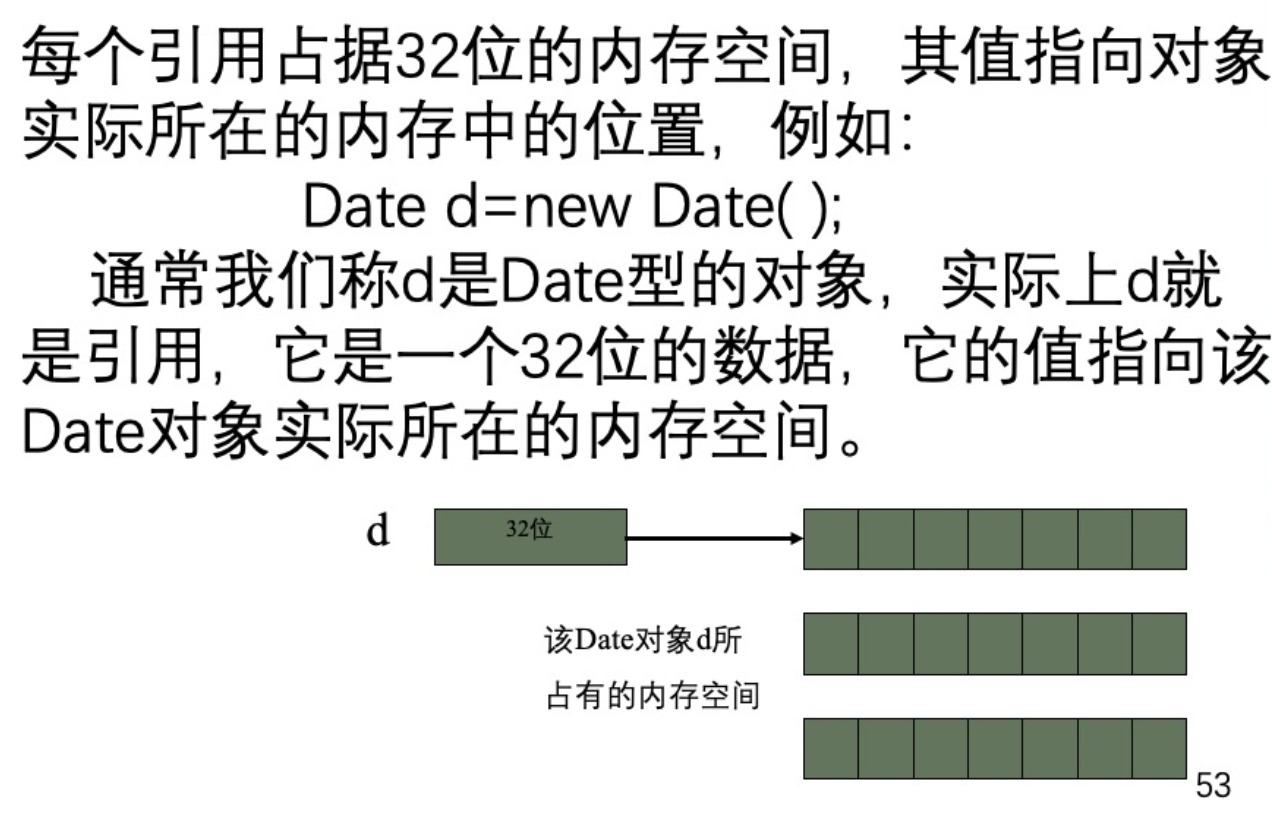 每个引用占据32位的内存空间，其值指向对象
实际所在的内存中的位置，例如：
Date d=new Date( );
通常我们称d是Date型的对象，实际上d就
是引用，它是一个32位的数据，它的值指向该
Date对象实际所在的内存空间。
d
32位
该Date对象d所
占有的内存空间
53